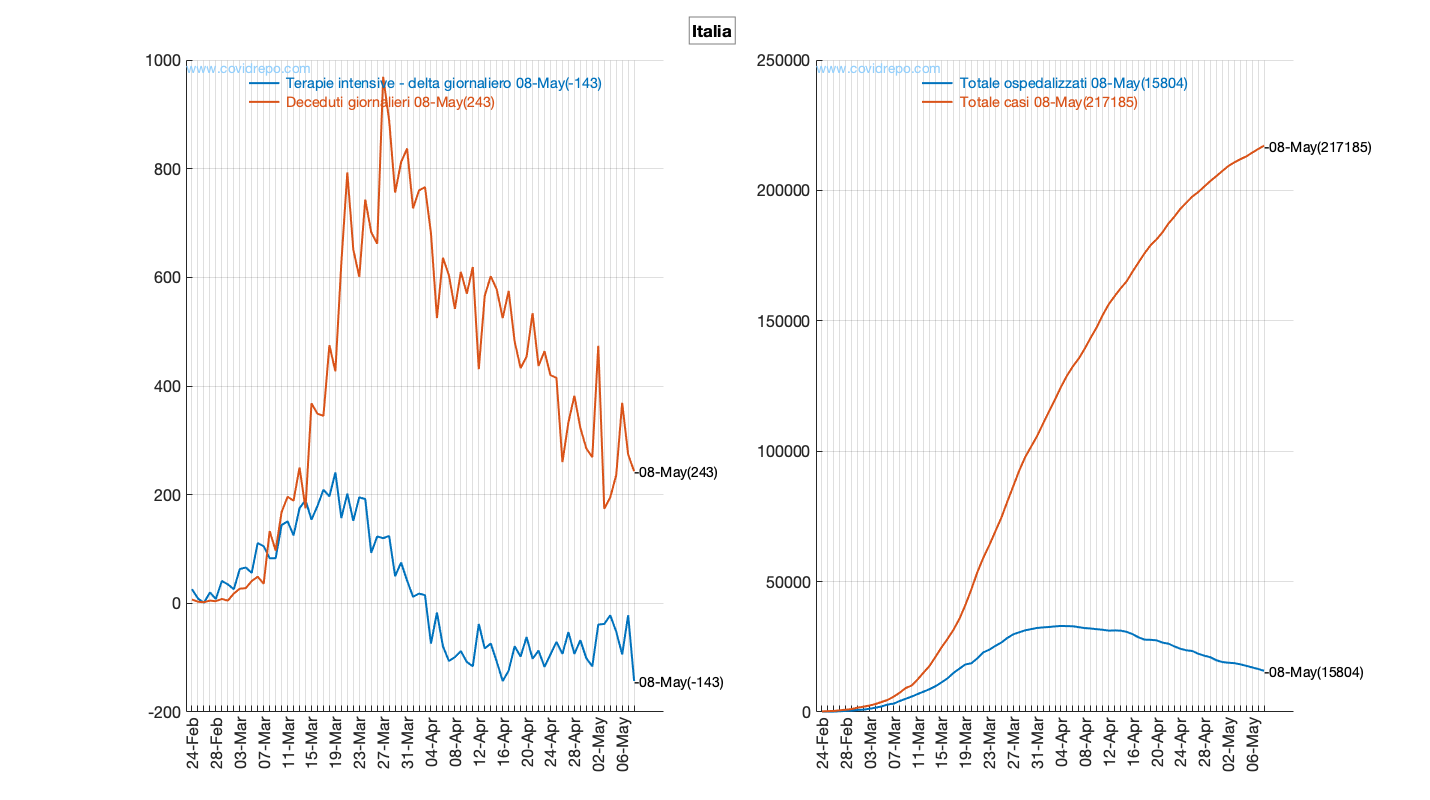 Italia
www.covidrepo.com
Terapie intensive - delta giornaliero 08-May(-143)
Deceduti giornalieri 08-May(243)
1000
800
600
400
200
0
-200
-08-May(243)
-08-May(-143)
24-Feb
28-Feb
03-Mar
07-Mar
11-Mar
15-Mar
19-Mar
23-Mar
27-Mar
31-Mar
04-Apr
08-Apr
12-Apr
16-Apr
20-Apr
24-Apr
28-Apr
02-May
06-May
www.covidrepo.com
Totale ospedalizzati 08-May(15804)
Totale casi 08-May(217185)
250000
200000
150000
100000
50000
0
-08-May(217185)
-08-May(15804)
24-Feb
28-Feb
03-Mar
07-Mar
11-Mar
15-Mar
19-Mar
23-Mar
27-Mar
31-Mar
04-Apr
08-Apr
12-Apr
16-Apr
20-Apr
24-Apr
28-Apr
02-May
06-May